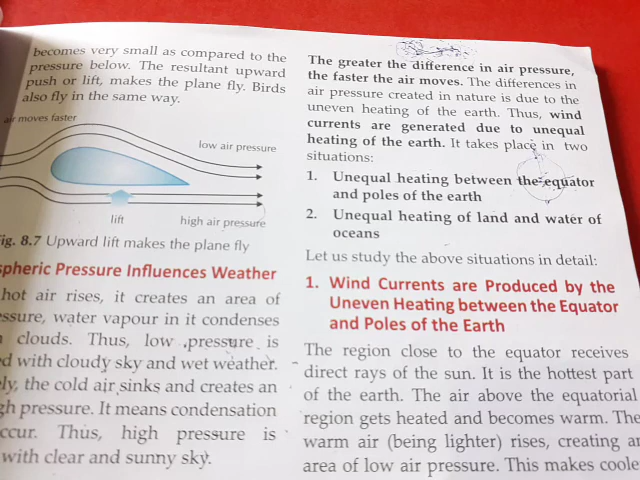 becomes very small as compared to the
pressure below. The resultant upward
push or lift, makes the plane fly. Birds
also fly in the same way.
air moves faster
low air pressure
lift
high air pressure
Fig. 8.7 Upward lift makes the plane fly
spheric Pressure Influences Weather
hot air rises, it creates an area of
essure, water vapour in it condenses
clouds. Thus, low pressure is
ed with cloudy sky and wet weather.
ly, the cold air sinks and creates an
gh pressure. It means condensation
ccur. Thus, high pressure is
with clear and sunny sky.
The greater the difference in air pressure,
the faster the air moves. The differences in
air pressure created in nature is due to the
uneven heating of the earth. Thus, wind
currents are generated due to unequal
heating of the earth. It takes place in two
situations:
1. Unequal heating between the equator
and poles of the earth
2. Unequal heating of land and water of
oceans
Let us study the above situations in detail:
1. Wind Currents are Produced by the
Uneven Heating between the Equator
and Poles of the Earth
The region close to the equator receives
direct rays of the sun. It is the hottest part
of the earth. The air above the equatorial
region gets heated and becomes warm. The
warm air (being lighter) rises, creating an
area of low air pressure. This makes coole